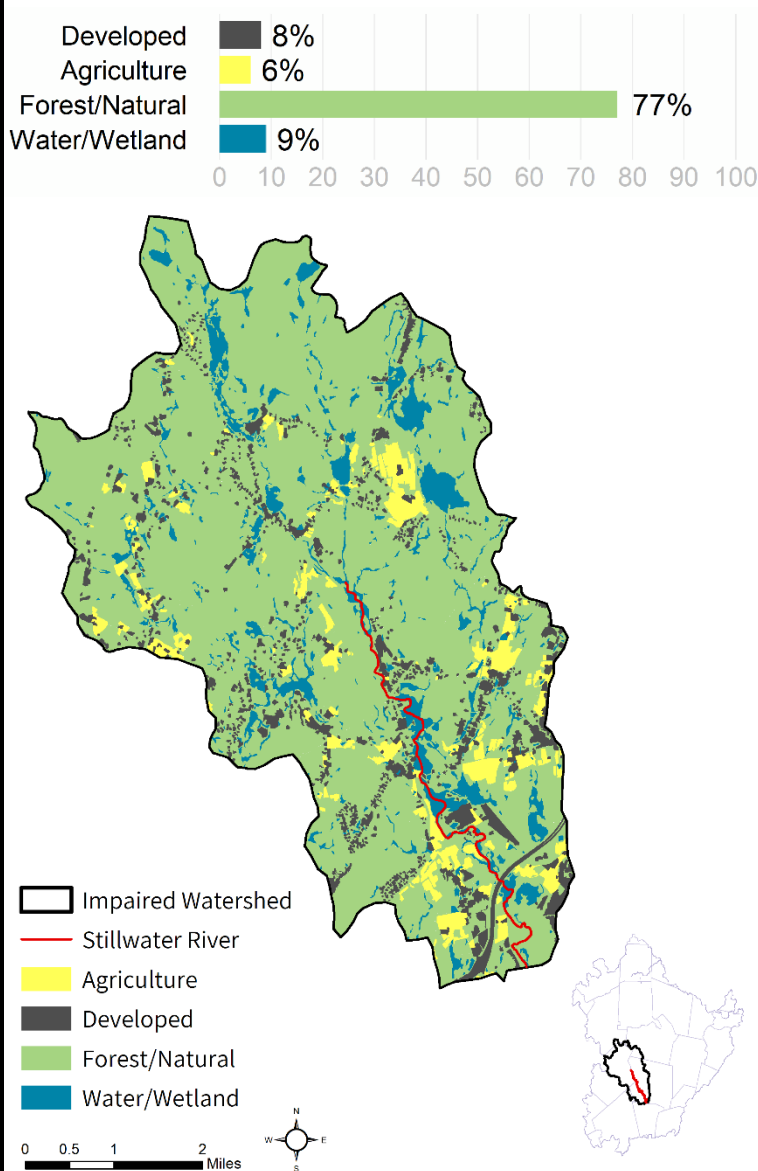 Developed 8%
Agriculture 6%
Forest/Natural 77%
Water/Wetland 9%
0 10 20 30 40 50 60 70 80 90 100
Impaired Watershed
Stillwater River
Agriculture
Developed
Forest/Natural
Water/Wetland
N
W E
S
0 0.5 1 2
Miles